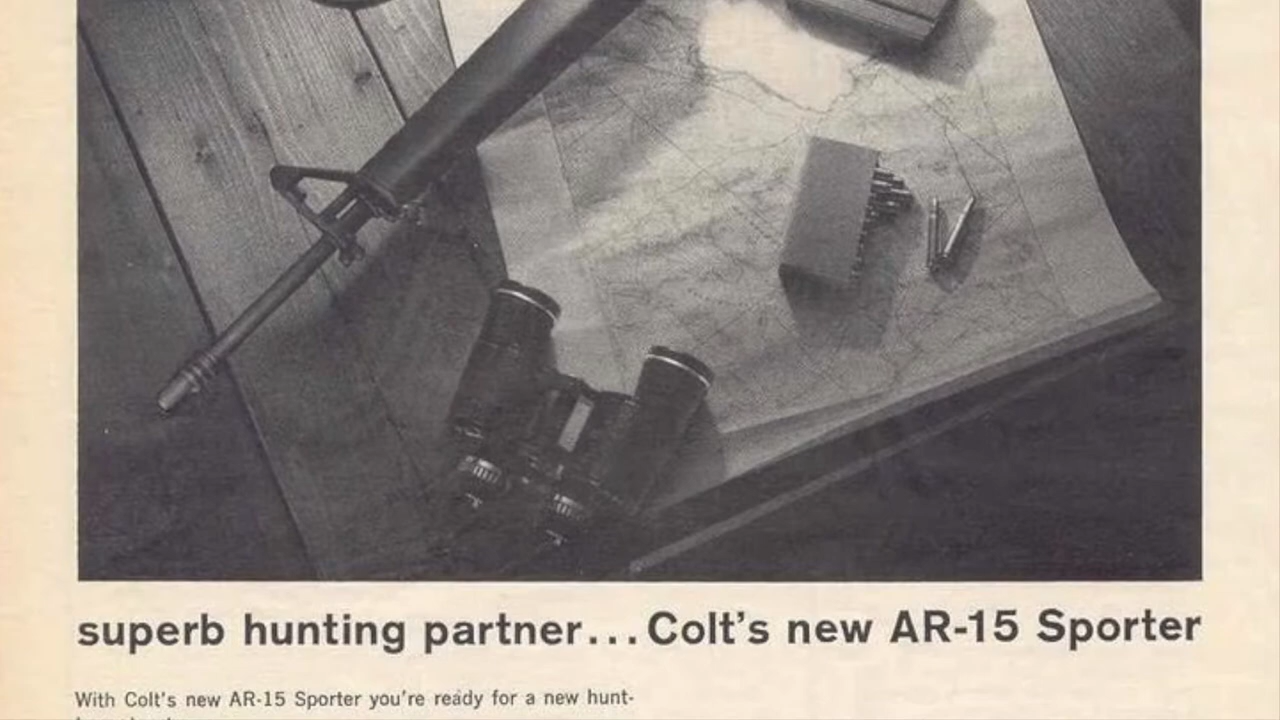 superb hunting partner...Colt's new AR-15 Sporter
With Colt's new AR-15 Sporter you're ready for a new hunt-